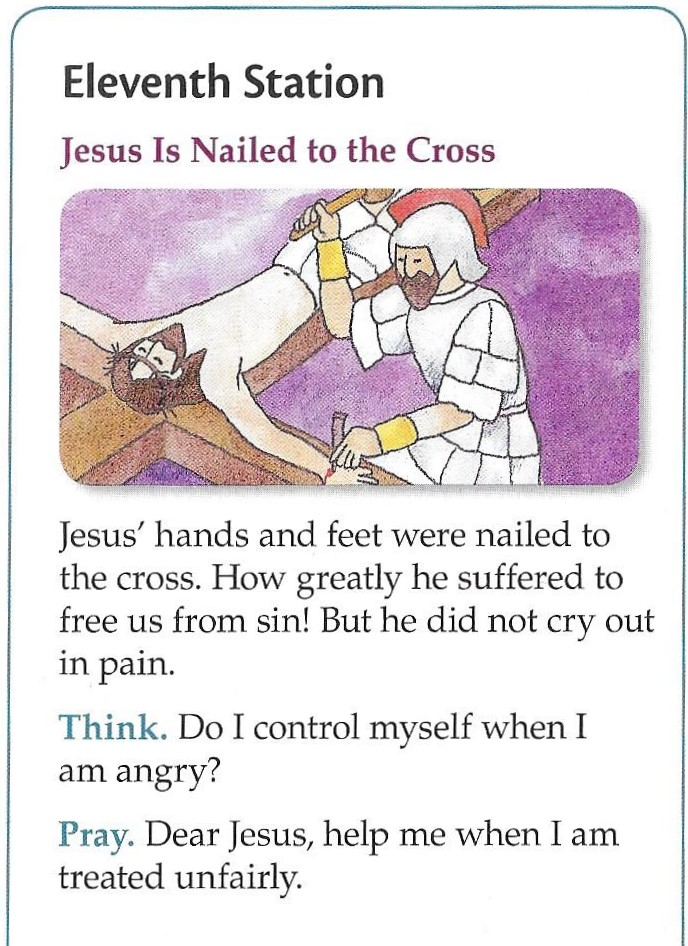 Eleventh Station
Jesus Is Nailed to the Cross
Jesus’ hands and feet were nailed to
the cross. How greatly he suffered to
free us from sin! But he did not cry out
in pain.
Think. Do I control myself when I
am angry?
Pray. Dear Jesus, help me when I am
treated unfairly.